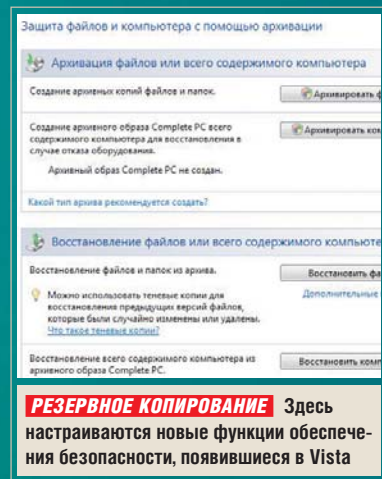 Защита файлов и компьютера с помощью архивации
Архивация файлов или всего содержимого компьютера
Создание архивных копий файлов и папок.
Архивировать ф
Создание архивного образа Complete PC всего
содержимого компьютера для восстановления в
случае отказа оборудования.
Архивировать ком
Архивный образ Complete PC не создан.
Какой тип архива рекомендуется создать?
Восстановление файлов или всего содержимого компьюте
Восстановление файлов и папок из архива.
Восстановить фа
Можно использовать теневые копии для
восстановления предыдущих версий файлов,
которые были случайно изменены или удалены.
Что такое теневые копии?
Дополнительные
Восстановление всего содержимого компьютера из
архивного образа Complete PC.
Восстановить комп
РЕЗЕРВНОЕ КОПИРОВАНИЕ Здесь
настраиваются новые функции обеспече-
ния безопасности, появившиеся в Vista